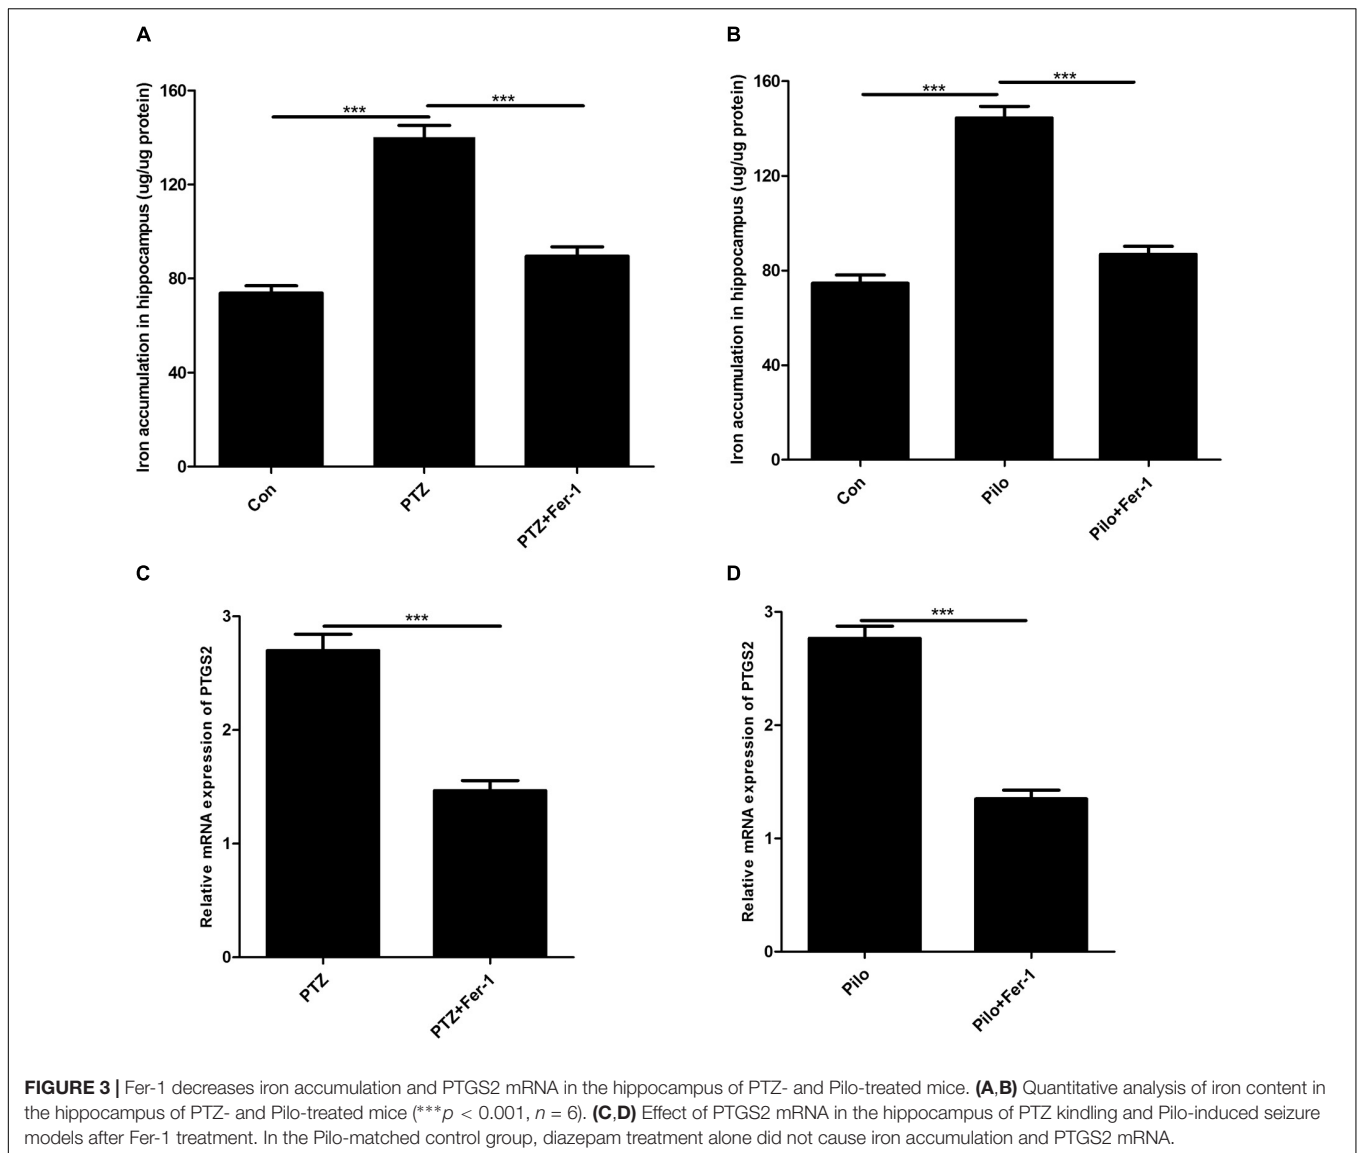 A
Iron accumulation in hippocampus (ug/ug protein)
160
120
80
40
0
***
***
Con
PTZ
PTZ+Fer-1
B
Iron accumulation in hippocampus (ug/ug protein)
160
120
80
40
0
***
***
Con
Pilo
Pilo+Fer-1
C
Relative mRNA expression of PTGS2
3
2
1
0
***
PTZ
PTZ+Fer-1
D
Relative mRNA expression of PTGS2
3
2
1
0
***
Pilo
Pilo+Fer-1
FIGURE 3 | Fer-1 decreases iron accumulation and PTGS2 mRNA in the hippocampus of PTZ- and Pilo-treated mice. (A,B) Quantitative analysis of iron content in
the hippocampus of PTZ- and Pilo-treated mice (***p < 0.001, n = 6). (C,D) Effect of PTGS2 mRNA in the hippocampus of PTZ kindling and Pilo-induced seizure
models after Fer-1 treatment. In the Pilo-matched control group, diazepam treatment alone did not cause iron accumulation and PTGS2 mRNA.